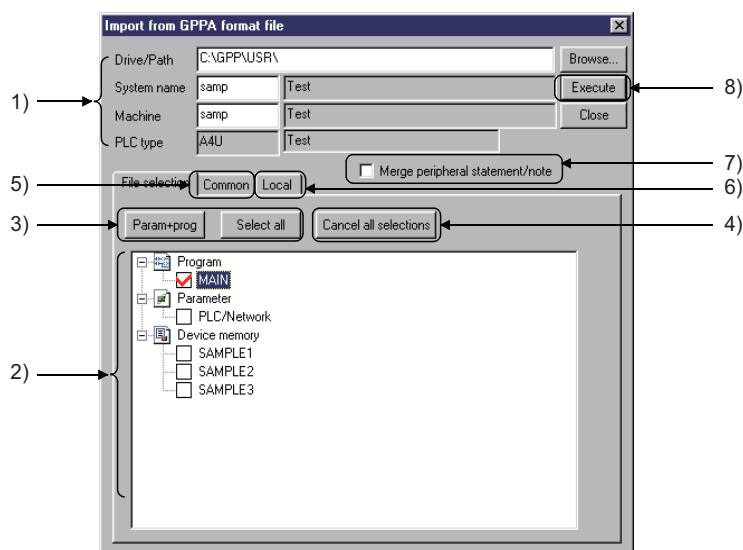 Import from GPPA format file
Drive/Path C:\GPP\USR\ Browse...
System name samp Test Execute 8)
1) Machine samp Test Close
PLC type A4U Test
Merge peripheral statement/note 7)
5) File selection Common Local 6)
3) Param+prog Select all Cancel all selections 4)
Program
MAIN
Parameter
PLC/Network
Device memory
SAMPLE1
2) SAMPLE2
SAMPLE3